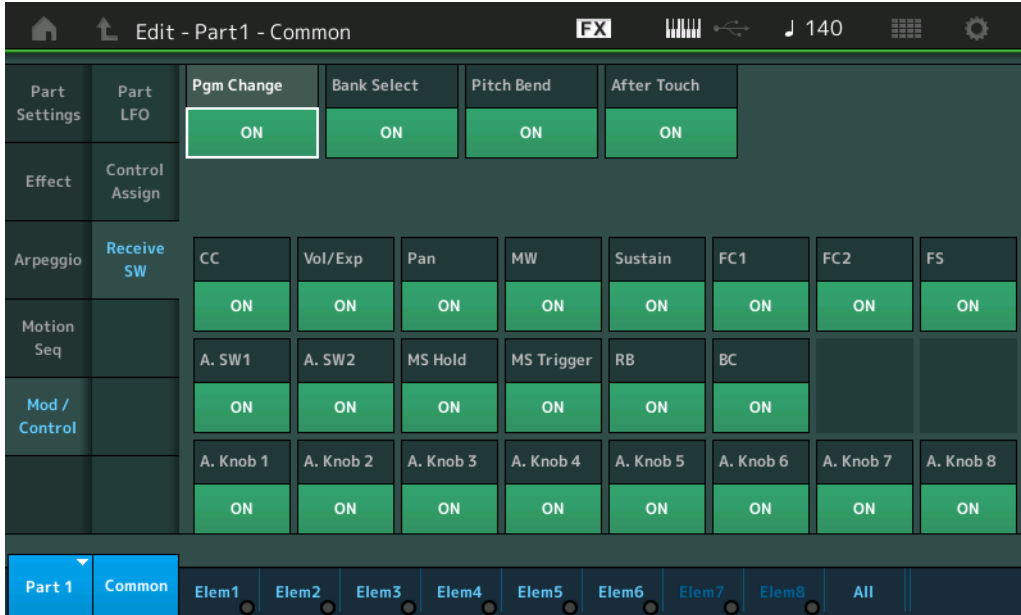 Edit - Part1 - Common
FX
140
Part
Settings
Effect
Arpeggio
Motion
Seq
Mod /
Control
Part
LFO
Control
Assign
Receive
SW
Pgm Change
Bank Select
Pitch Bend
After Touch
ON
ON
ON
ON
CC
Vol/Exp
Pan
MW
Sustain
FC1
FC2
FS
ON
ON
ON
ON
ON
ON
ON
ON
A. SW1
A. SW2
MS Hold
MS Trigger
RB
BC
ON
ON
ON
ON
ON
ON
A. Knob 1
A. Knob 2
A. Knob 3
A. Knob 4
A. Knob 5
A. Knob 6
A. Knob 7
A. Knob 8
ON
ON
ON
ON
ON
ON
ON
ON
Part 1
Common
Elem1
Elem2
Elem3
Elem4
Elem5
Elem6
Elem7
Elem8
All